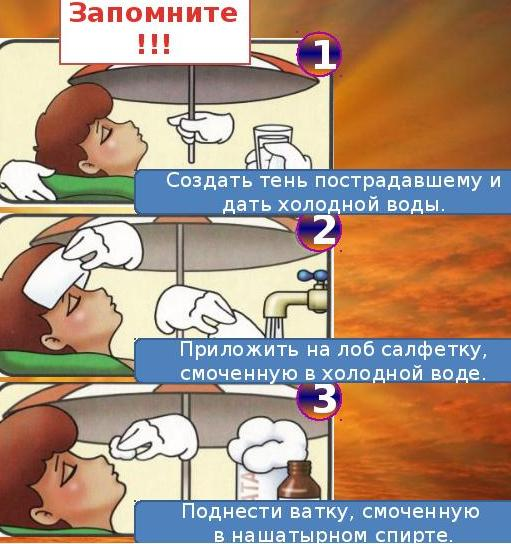 Запомните
!!!
1
Создать тень пострадавшему и
дать холодной воды.
2
Приложить на лоб салфетку,
смоченную в холодной воде.
3
АТА
Поднести ватку, смоченную
в нашатырном спирте.